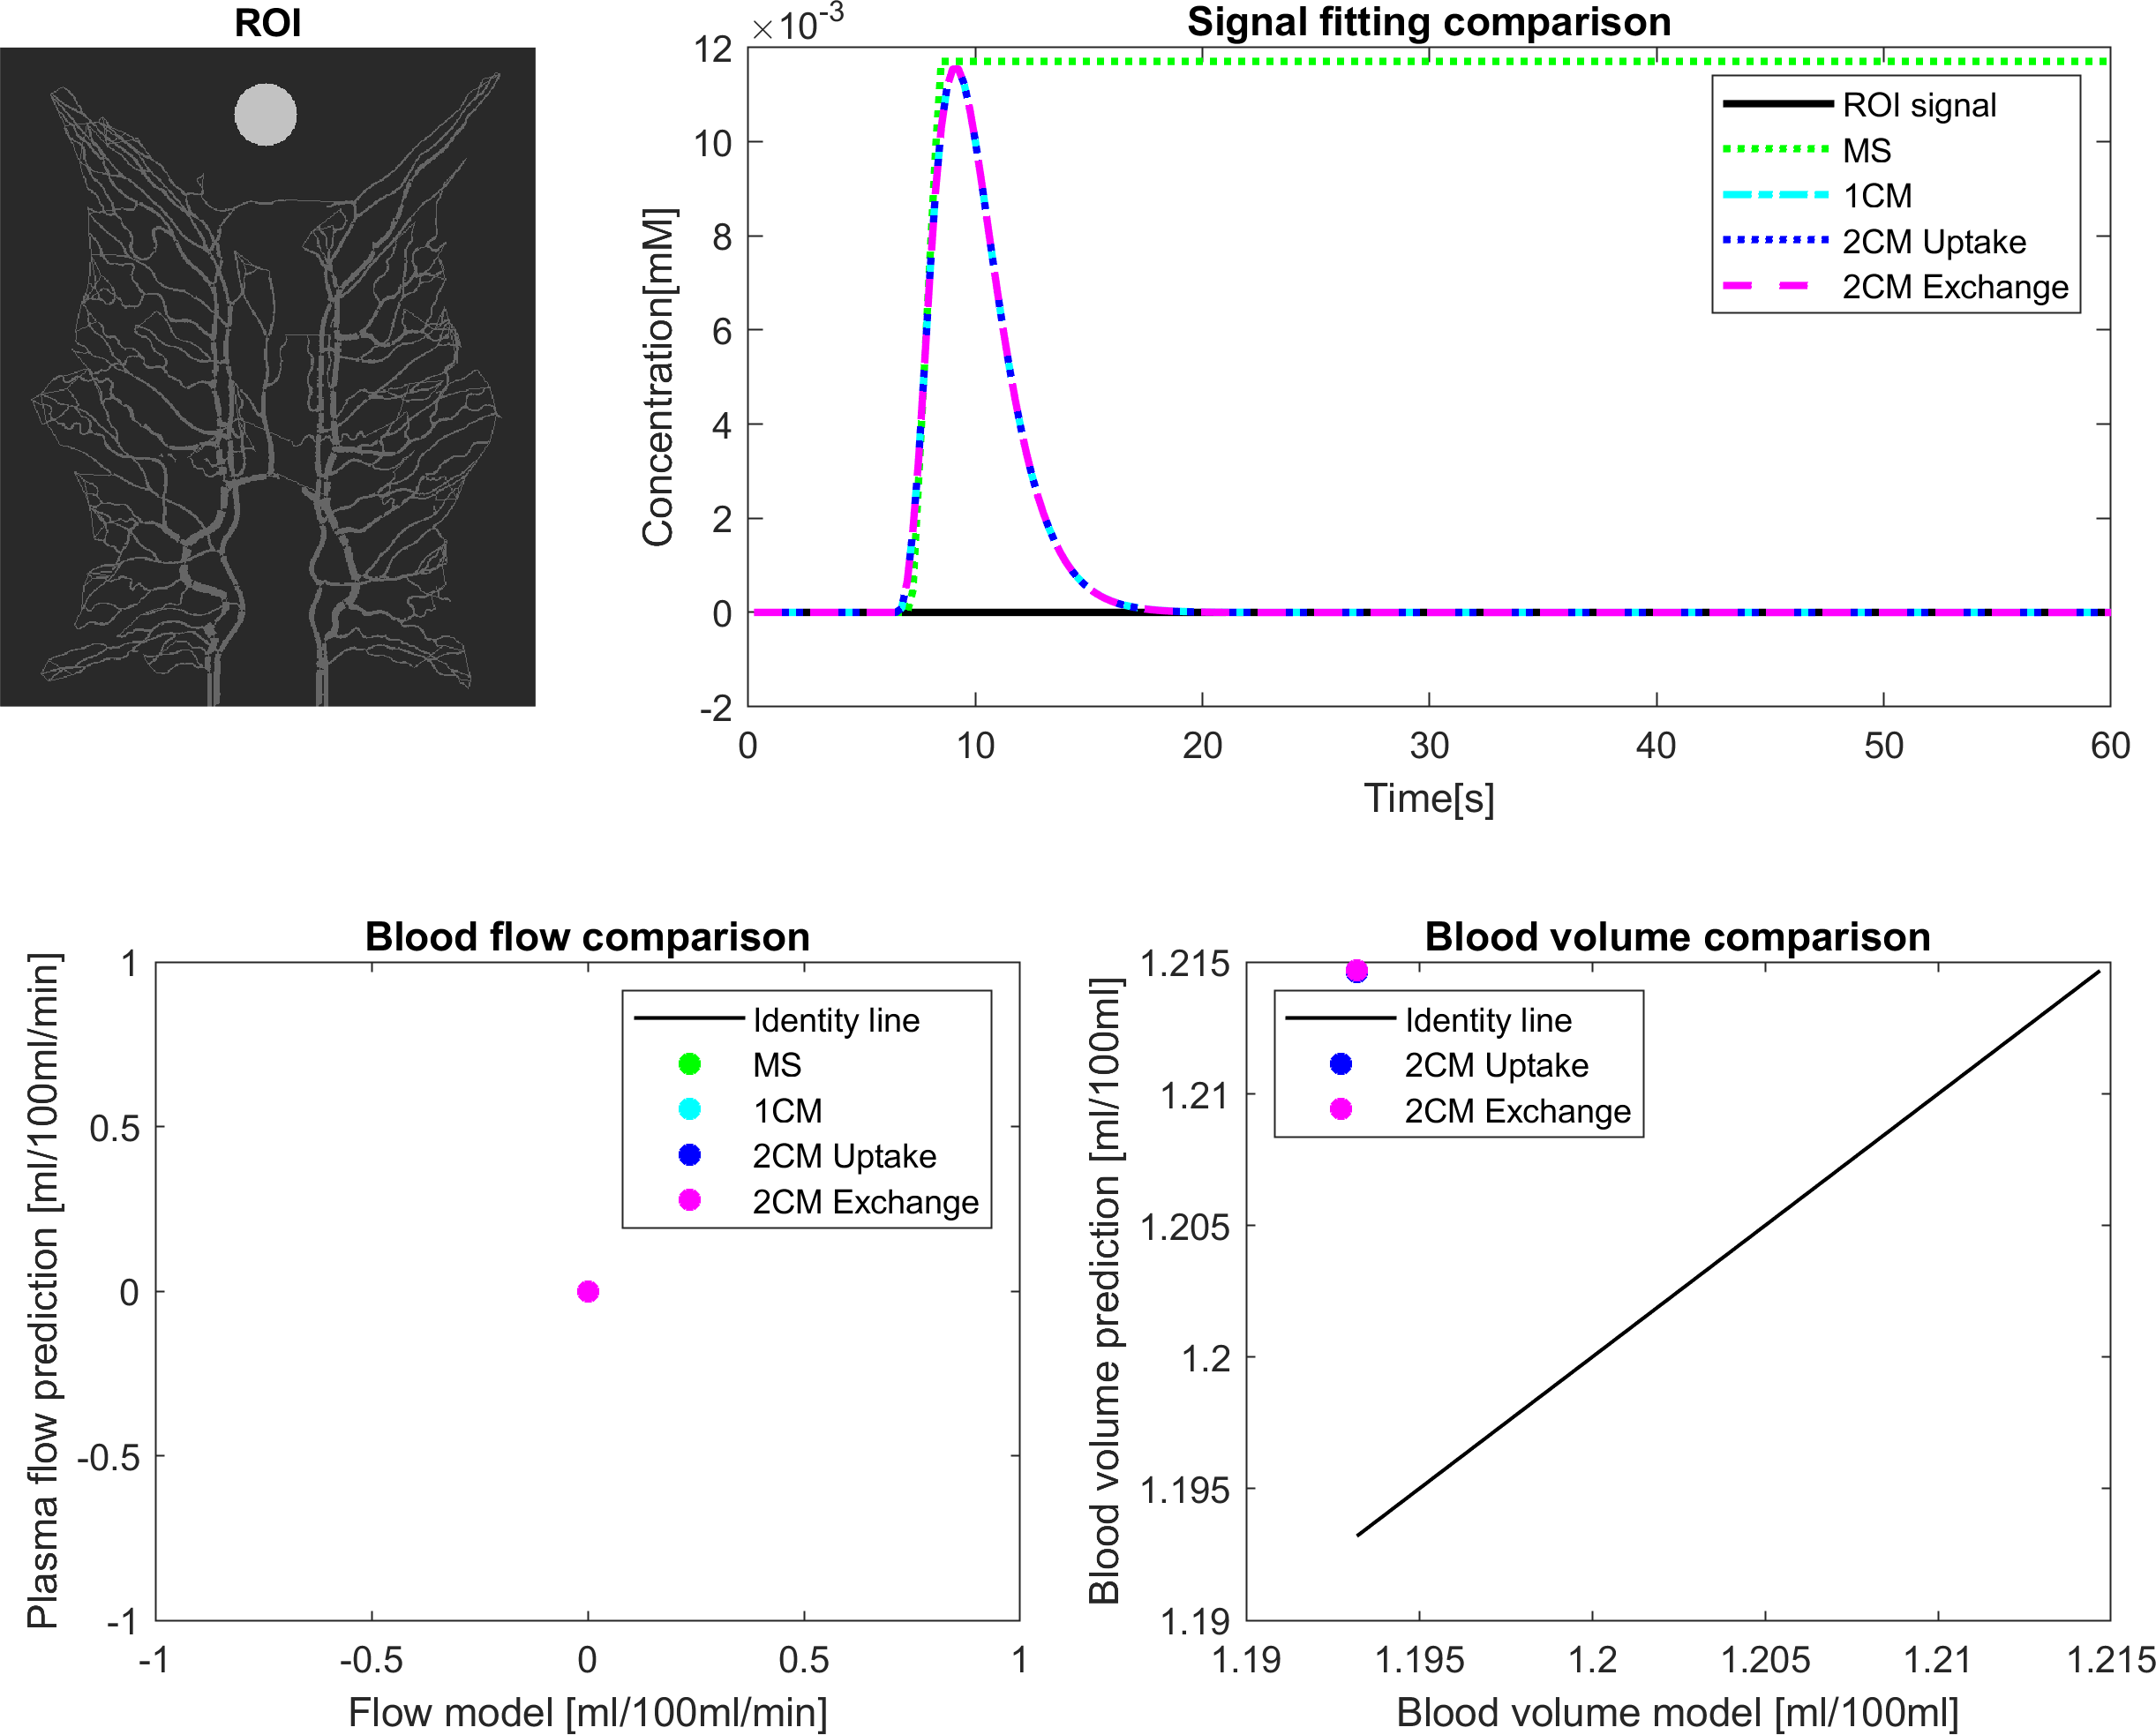 ROI
Signal fitting comparison
×10-3
12
10
8
6
4
2
0
-2
Concentration[mM]
0 10 20 30 40 50 60
Time[s]
ROI signal
MS
1CM
2CM Uptake
2CM Exchange
Blood flow comparison
1
0.5
0
-0.5
-1
Plasma flow prediction [ml/100ml/min]
-1 -0.5 0 0.5 1
Flow model [ml/100ml/min]
Identity line
MS
1CM
2CM Uptake
2CM Exchange
Blood volume comparison
1.215
1.21
1.205
1.2
1.195
1.19
Blood volume prediction [ml/100ml]
1.19 1.195 1.2 1.205 1.21 1.215
Blood volume model [ml/100ml]
Identity line
2CM Uptake
2CM Exchange